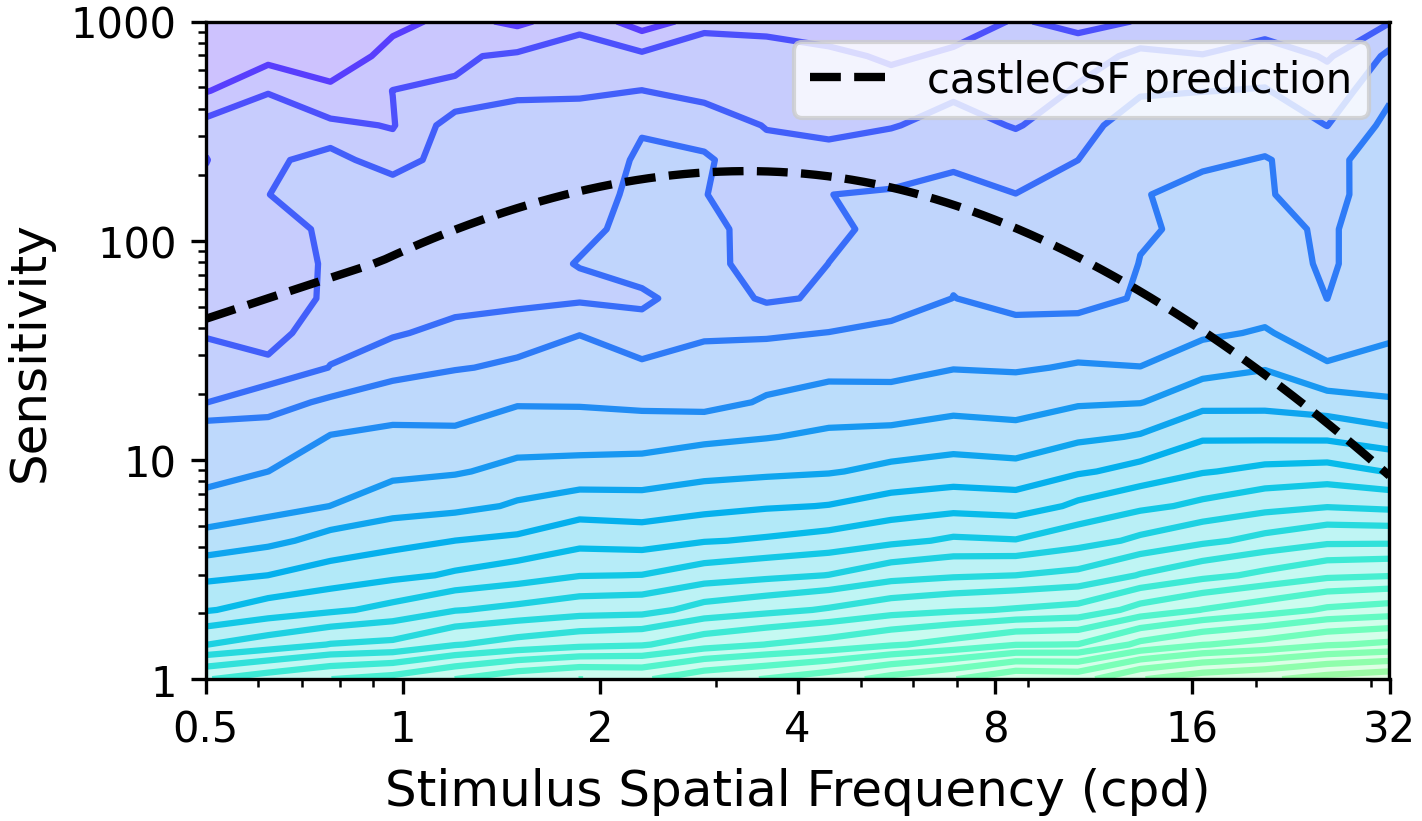 1000
100
10
1
Sensitivity
castleCSF prediction
0.5 1 2 4 8 16 32
Stimulus Spatial Frequency (cpd)